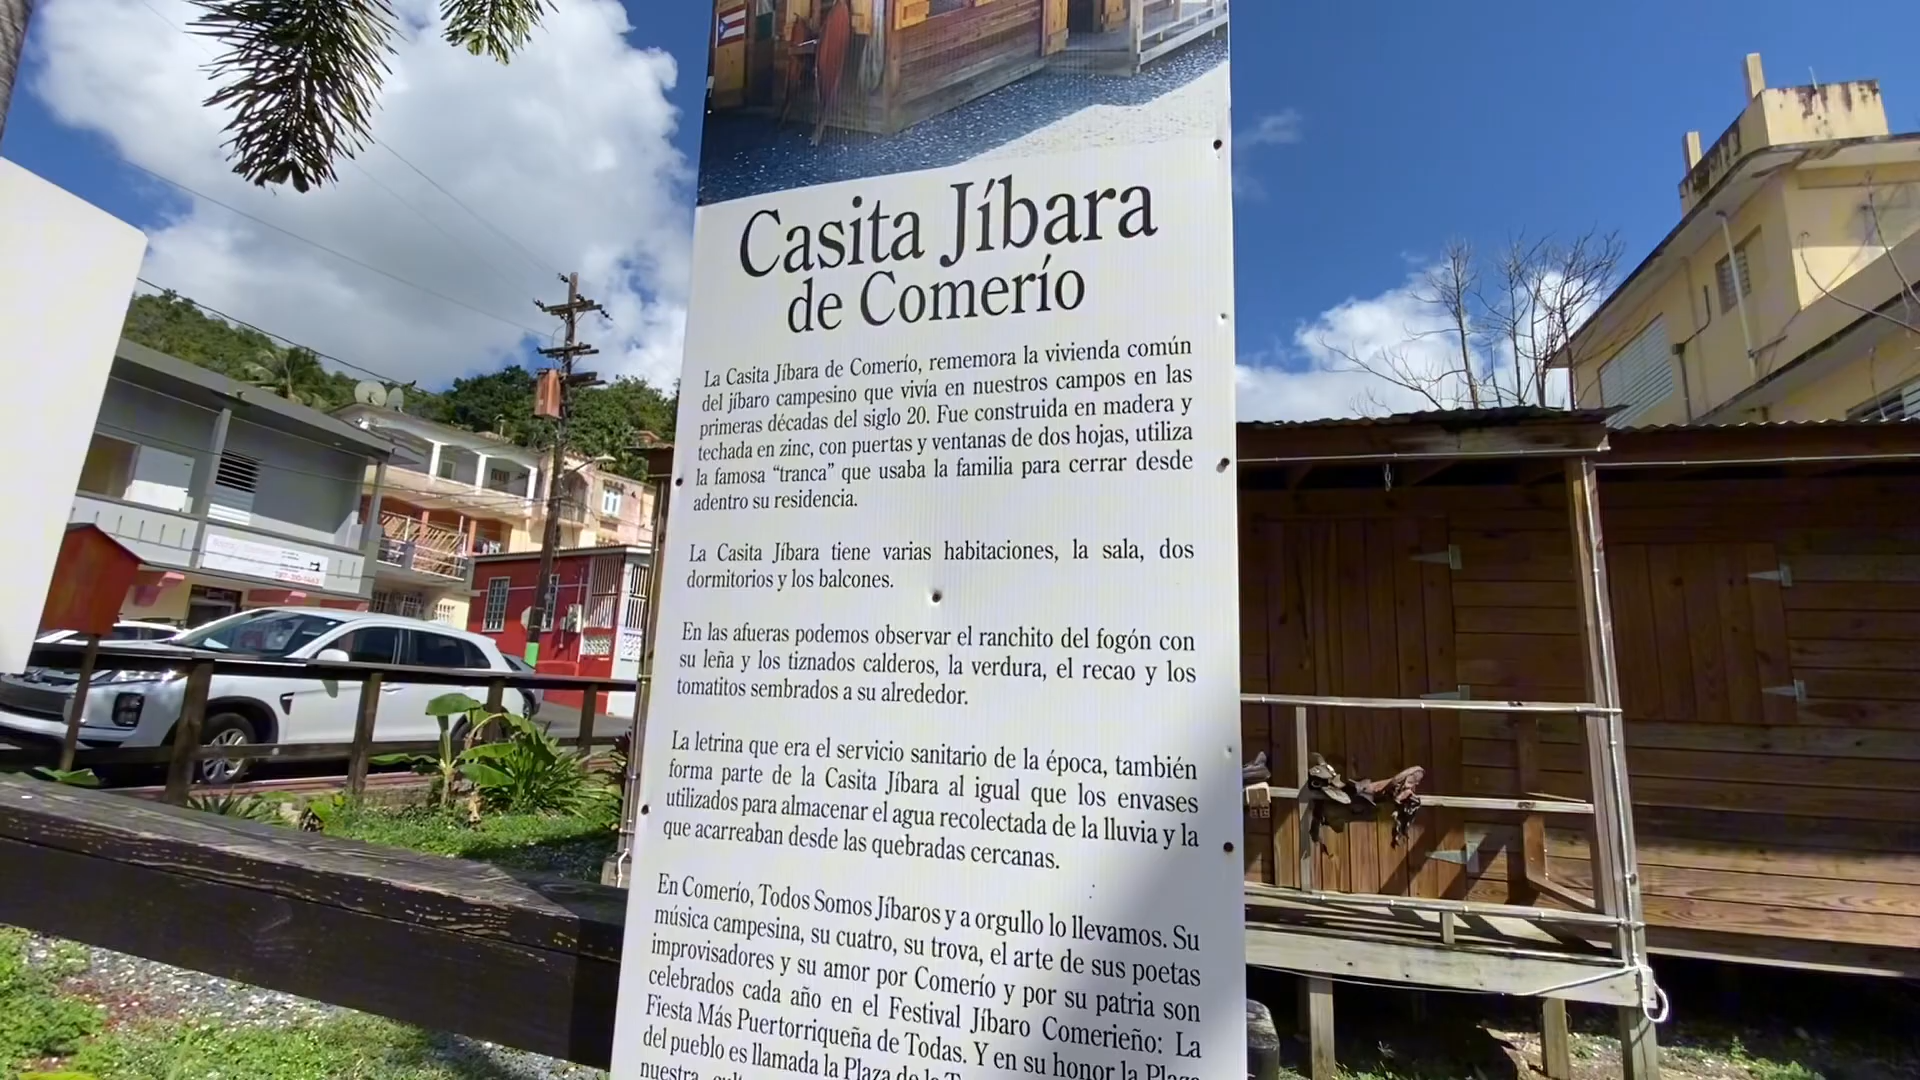 Casita Jíbara
de Comerío
La Casita Jíbara de Comerío, rememora la vivienda común
del jíbaro campesino que vivía en nuestros campos en las
primeras décadas del siglo 20. Fue construida en madera y
techada en zinc, con puertas y ventanas de dos hojas, utiliza
la famosa “tranca” que usaba la familia para cerrar desde
adentro su residencia.
La Casita Jíbara tiene varias habitaciones, la sala, dos
dormitorios y los balcones.
En las afueras podemos observar el ranchito del fogón con
su leña y los tiznados calderos, la verdura, el recao y los
tomatitos sembrados a su alrededor.
La letrina que era el servicio sanitario de la época, también
forma parte de la Casita Jíbara al igual que los envases
utilizados para almacenar el agua recolectada de la lluvia y la
que acarreaban desde las quebradas cercanas.
En Comerío, Todos Somos Jíbaros y a orgullo lo llevamos. Su
música campesina, su cuatro, su trova, el arte de sus poetas
improvisadores y su amor por Comerío y por su patria son
celebrados cada año en el Festival Jíbaro Comerieño: La
Fiesta Más Puertorriqueña de Todas. Y en su honor la Plaza
del pueblo es llamada la Plaza de
nuestra